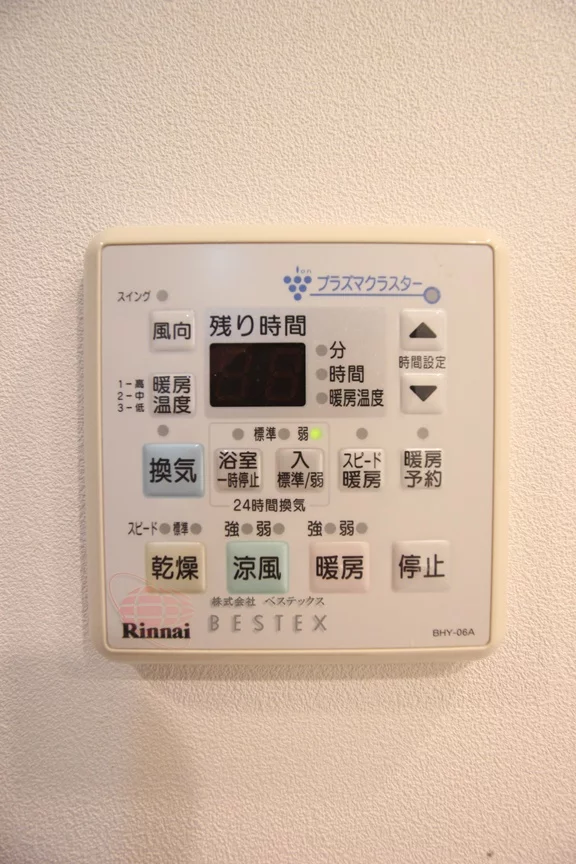 ion
プラズマクラスター
スイング
風向
残り時間
分
時間
暖房温度
時間設定
1-高
2-中
3-低
暖房
温度
標準 弱
換気
浴室
一時停止
入
標準/弱
スピード
暖房
暖房
予約
24時間換気
スピード 標準
強 弱
強 弱
乾燥
涼風
暖房
停止
株式会社 ベステックス
BESTEX
Rinnai
BHY-06A